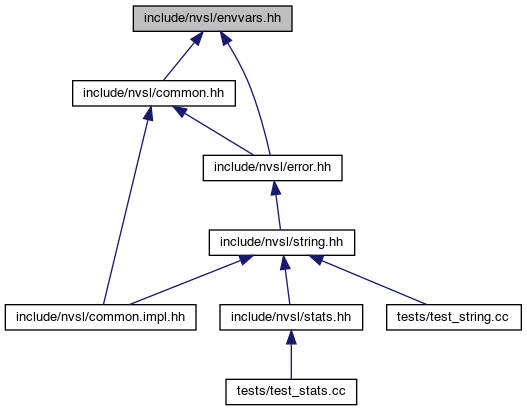 include/nvsl/envvars.hh
include/nvsl/common.hh
include/nvsl/error.hh
include/nvsl/string.hh
include/nvsl/common.impl.hh
include/nvsl/stats.hh
tests/test_string.cc
tests/test_stats.cc